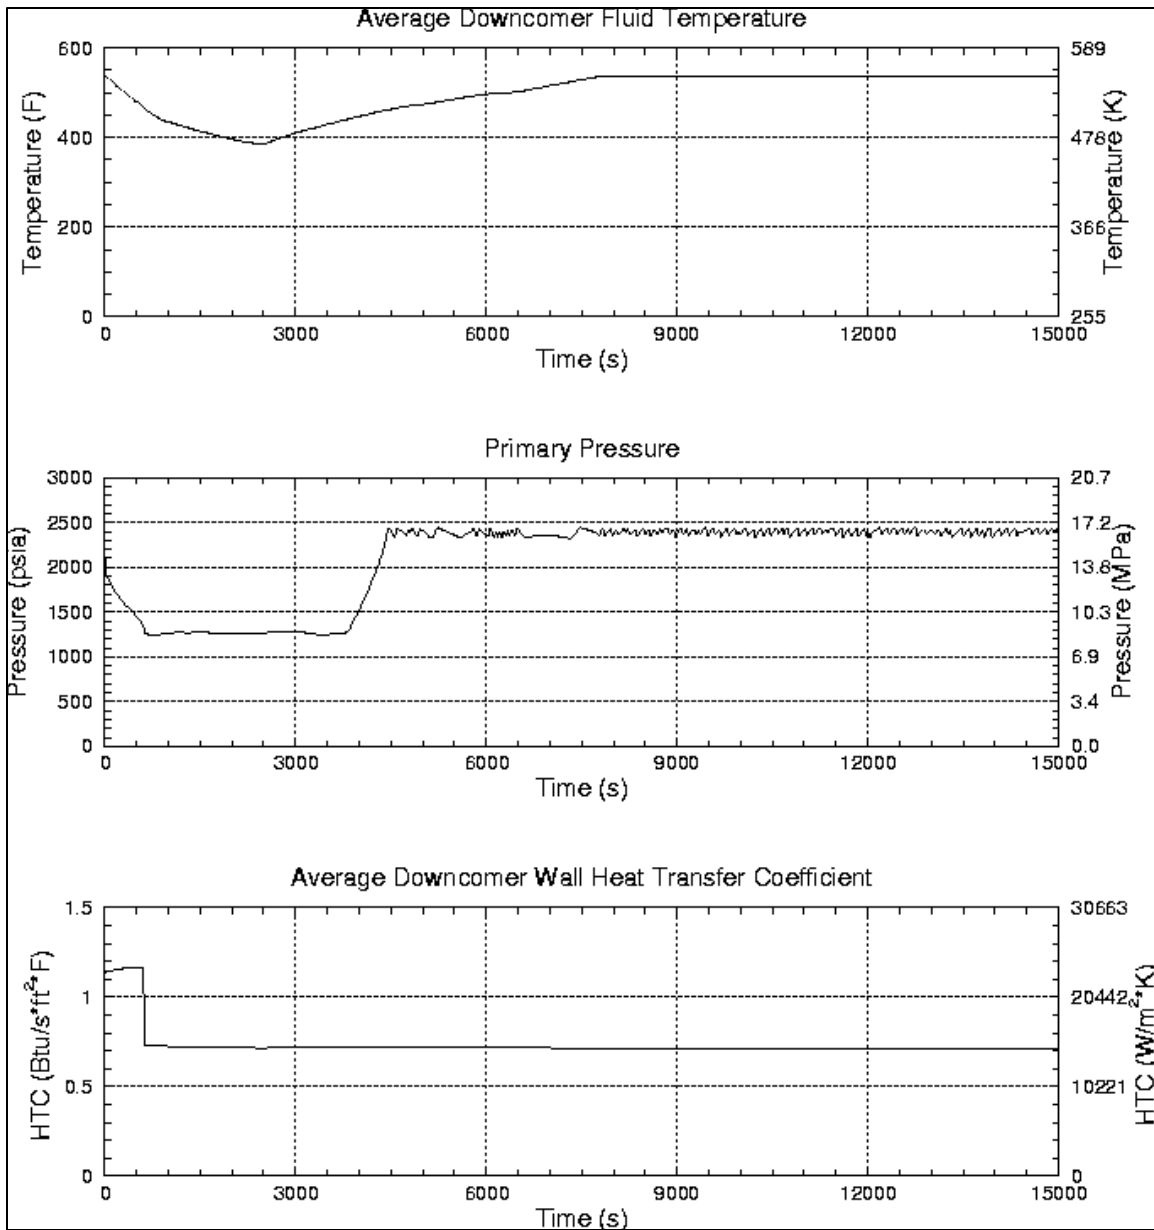 Average Downcomer Fluid Temperature
600
400
200
0
589
478
366
255
Temperature (F)
Temperature (K)
0 3000 6000 9000 12000 15000
Time (s)
Primary Pressure
3000
2500
2000
1500
1000
500
0
20.7
17.2
13.8
10.3
6.9
3.4
0.0
Pressure (psia)
Pressure (MPa)
0 3000 6000 9000 12000 15000
Time (s)
Average Downcomer Wall Heat Transfer Coefficient
1.5
1
0.5
0
30663
20442
10221
0
HTC (Btu/s*ft²*F)
HTC (W/m²*K)
0 3000 6000 9000 12000 15000
Time (s)